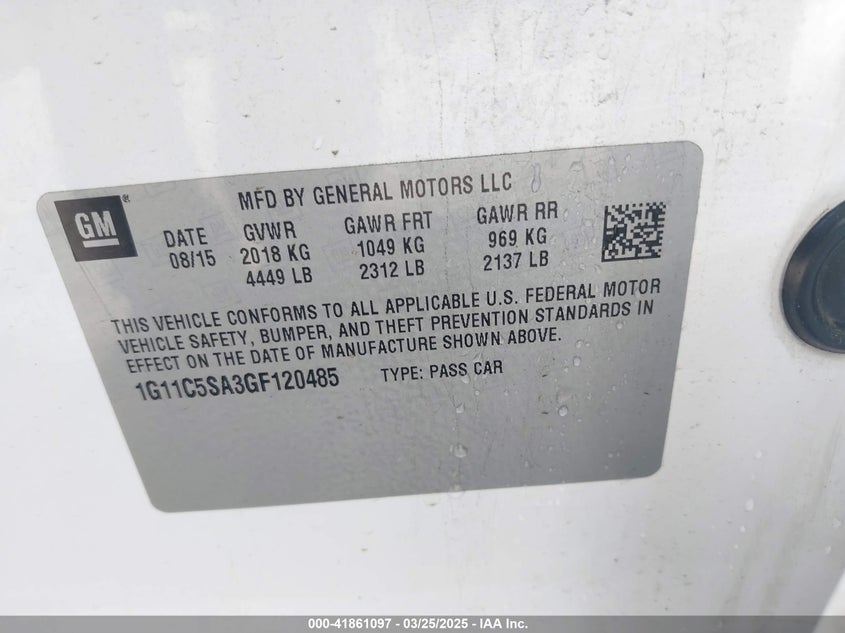 MFD BY GENERAL MOTORS LLC
GM®
DATE GVWR GAWR FRT GAWR RR
08/15 2018 KG 1049 KG 969 KG
4449 LB 2312 LB 2137 LB
THIS VEHICLE CONFORMS TO ALL APPLICABLE U.S. FEDERAL MOTOR
VEHICLE SAFETY, BUMPER, AND THEFT PREVENTION STANDARDS IN
EFFECT ON THE DATE OF MANUFACTURE SHOWN ABOVE.
1G11C5SA3GF120485 TYPE: PASS CAR
000-41861097 - 03/25/2025 - IAA Inc.